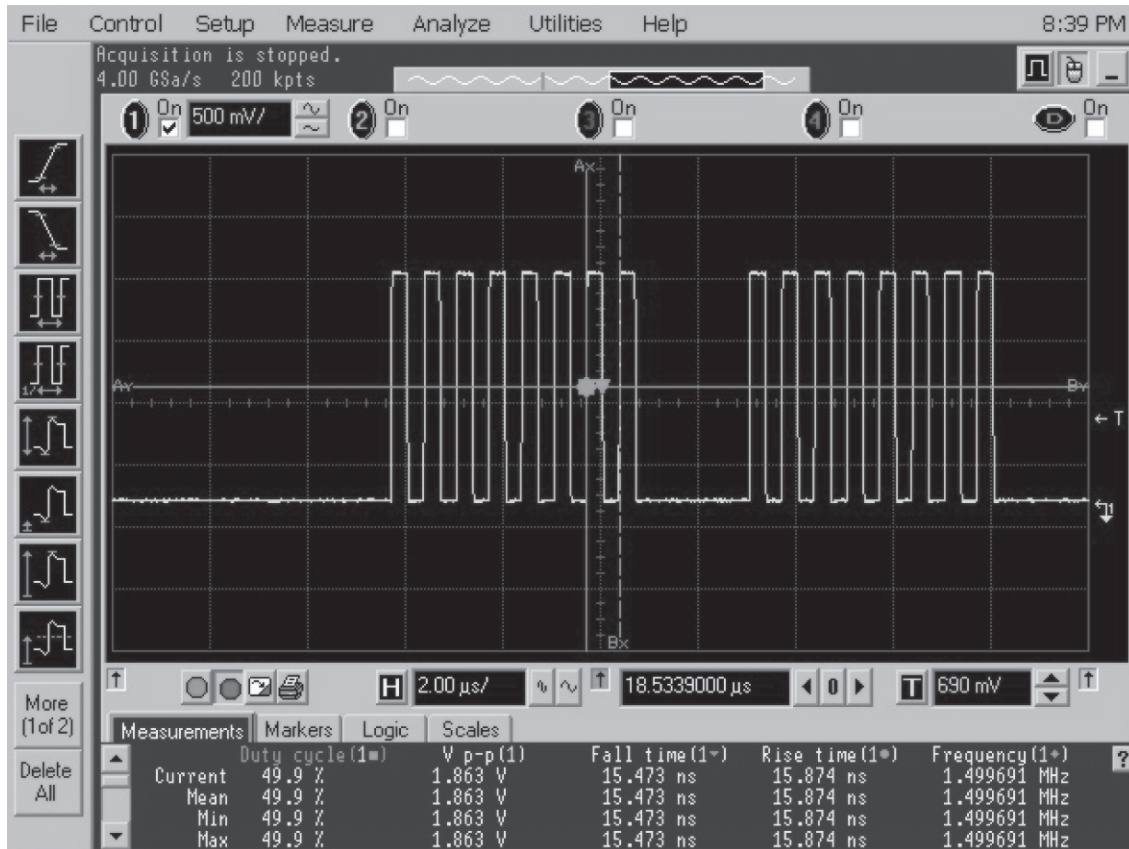 File Control Setup Measure Analyze Utilities Help 8:39 PM
Acquisition is stopped.
4.00 GSa/s 200 kpts
1 On 500 mV/ 2 On 3 On 4 On D On
Ax
Ay By
T
1
Bx
H 2.00 µs/ 18.5339000 µs 0 T 690 mV
More
(1 of 2)
Delete
All
Measurements Markers Logic Scales
Duty cycle(1) V p-p(1) Fall time(1) Rise time(1) Frequency(1) ?
Current 49.9 % 1.863 V 15.473 ns 15.874 ns 1.499691 MHz
Mean 49.9 % 1.863 V 15.473 ns 15.874 ns 1.499691 MHz
Min 49.9 % 1.863 V 15.473 ns 15.874 ns 1.499691 MHz
Max 49.9 % 1.863 V 15.473 ns 15.874 ns 1.499691 MHz